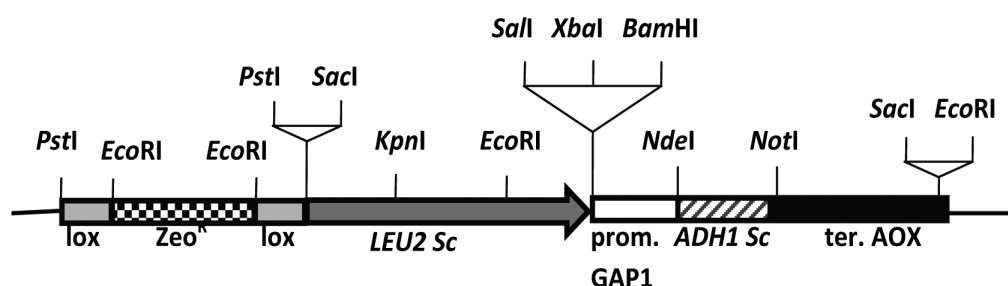 SalI XbaI BamHI
PstI SacI
SacI EcoRI
PstI EcoRI EcoRI KpnI EcoRI NdeI NotI
lox Zeo^R lox LEU2 Sc prom. ADH1 Sc ter. AOX
GAP1